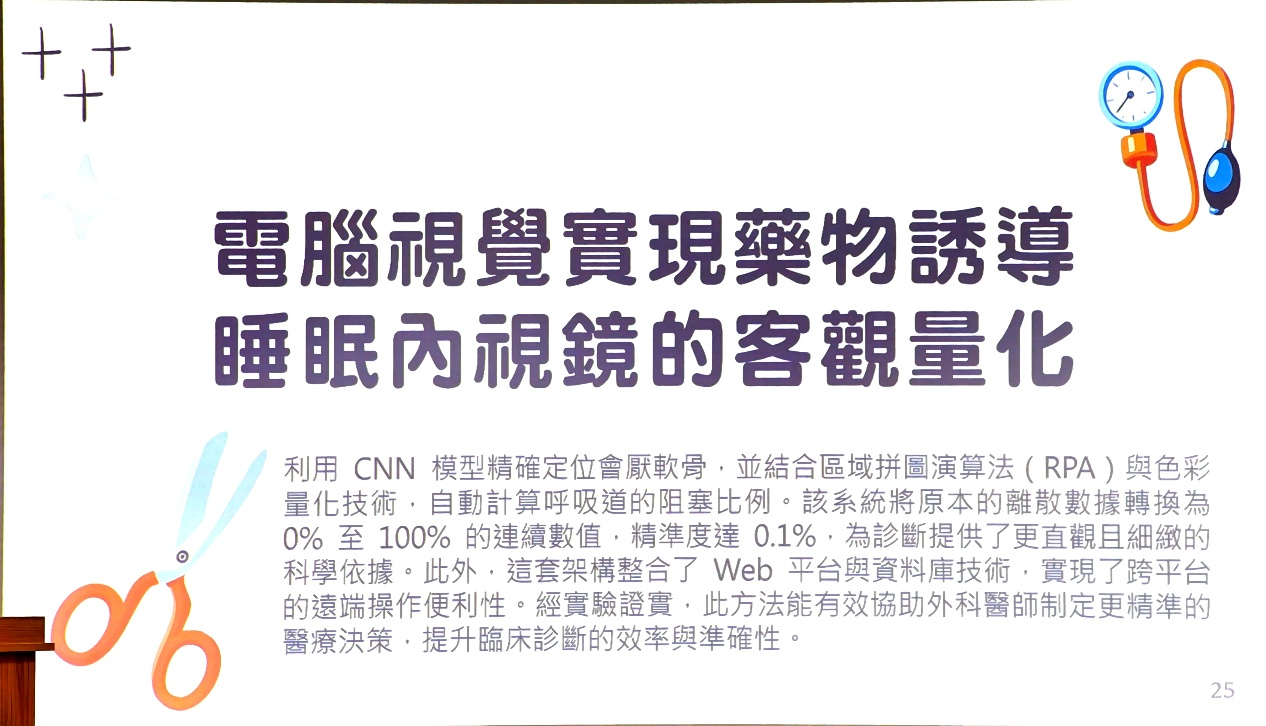 電腦視覺實現藥物誘導
睡眠內視鏡的客觀量化
利用 CNN 模型精確定位會厭軟骨，並結合區域拼圖演算法（RPA）與色彩
量化技術，自動計算呼吸道的阻塞比例。該系統將原本的離散數據轉換為
0% 至 100% 的連續數值，精準度達 0.1%，為診斷提供了更直觀且細緻的
科學依據。此外，這套架構整合了 Web 平台與資料庫技術，實現了跨平台
的遠端操作便利性。經實驗證實，此方法能有效協助外科醫師制定更精準的
醫療決策，提升臨床診斷的效率與準確性。
25